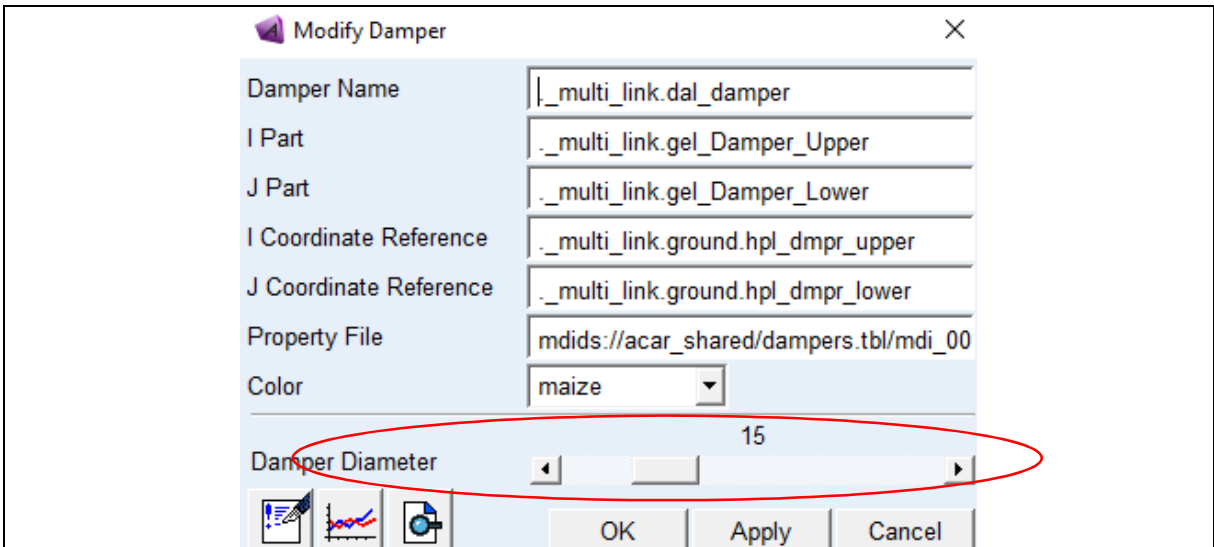 Modify Damper
Damper Name ._multi_link.dal_damper
I Part ._multi_link.gel_Damper_Upper
J Part ._multi_link.gel_Damper_Lower
I Coordinate Reference ._multi_link.ground.hpl_dmpr_upper
J Coordinate Reference ._multi_link.ground.hpl_dmpr_lower
Property File mdids://acar_shared/dampers.tbl/mdi_00
Color maize
15
Damper Diameter
OK Apply Cancel